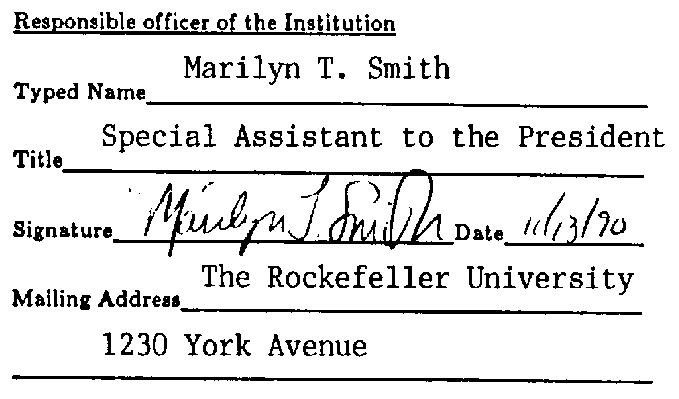 Responsible officer of the Institution
Typed Name Marilyn T. Smith
Title Special Assistant to the President
Signature Marilyn T. Smith Date 11/13/90
Mailing Address The Rockefeller University
1230 York Avenue